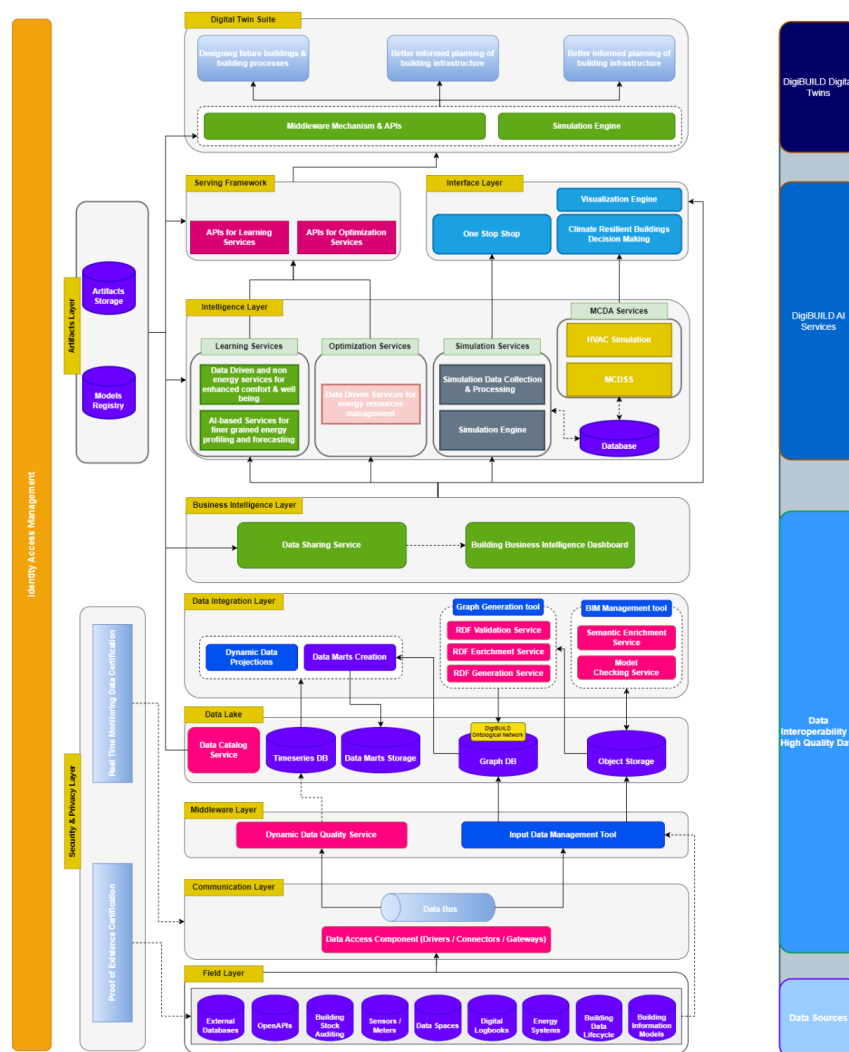 Digital Twin Suite
Designing future buildings &
building processes
Better informed planning of
building infrastructure
Better informed planning of
building infrastructure
Middleware Mechanism & APIs
Simulation Engine
DigiBUILD Digital
Twins
Serving Framework
APIs for Learning
Services
APIs for Optimization
Services
Interface Layer
Visualization Engine
One Stop Shop
Climate Resilient Buildings
Decision Making
Artifacts Layer
Artifacts
Storage
Models
Registry
Identity Access Management
Intelligence Layer
Learning Services
Data Driven and non
energy services for
enhanced comfort & well
being
AI-based Services for
finer grained energy
profiling and forecasting
Optimization Services
Data Driven Services for
energy resources
management
Simulation Services
Simulation Data Collection
& Processing
Simulation Engine
MCDA Services
HVAC Simulation
MCDSS
Database
DigiBUILD AI
Services
Business Intelligence Layer
Data Sharing Service
Building Business Intelligence Dashboard
Data Integration Layer
Dynamic Data
Projections
Data Marts Creation
Graph Generation tool
RDF Validation Service
RDF Enrichment Service
RDF Generation Service
BIM Management tool
Semantic Enrichment
Service
Model
Checking Service
Data Lake
Data Catalog
Service
Timeseries DB
Data Marts Storage
DigiBUILD
Ontological Network
Graph DB
Object Storage
Data
Interoperability
High Quality Dat
Security & Privacy Layer
Real Time Monitoring Data Certification
Proof of Existence Certification
Middleware Layer
Dynamic Data Quality Service
Input Data Management Tool
Communication Layer
Data Bus
Data Access Component (Drivers / Connectors / Gateways)
Field Layer
External
Databases
OpenAPIs
Building
Stock
Auditing
Sensors /
Meters
Data Spaces
Digital
Logbooks
Energy
Systems
Building
Data
Lifecycle
Building
Information
Models
Data Sources